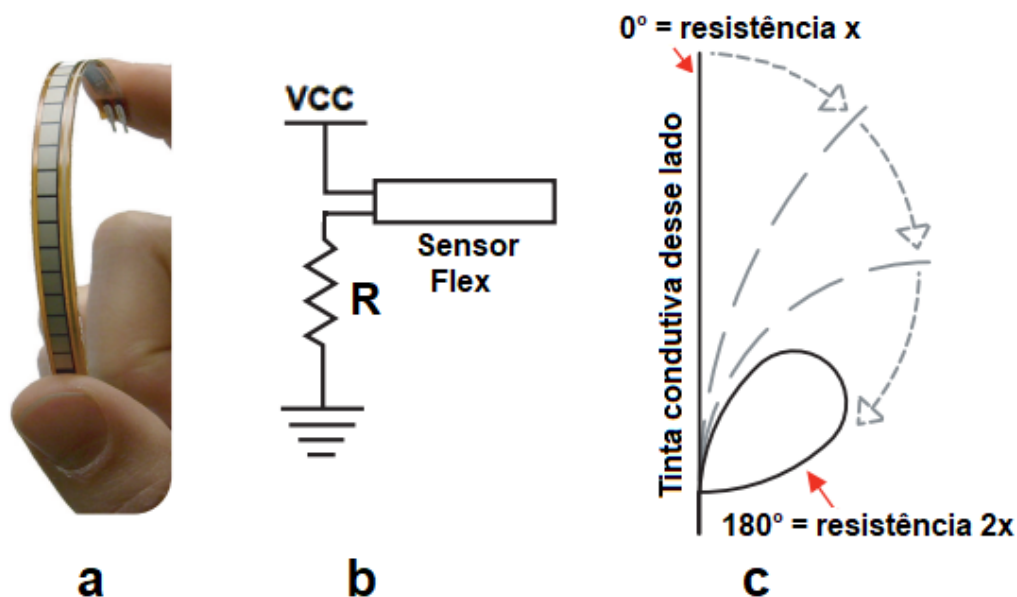 VCC
Sensor
Flex
R
0° = resistência x
Tinta condutiva desse lado
180° = resistência 2x
a
b
c